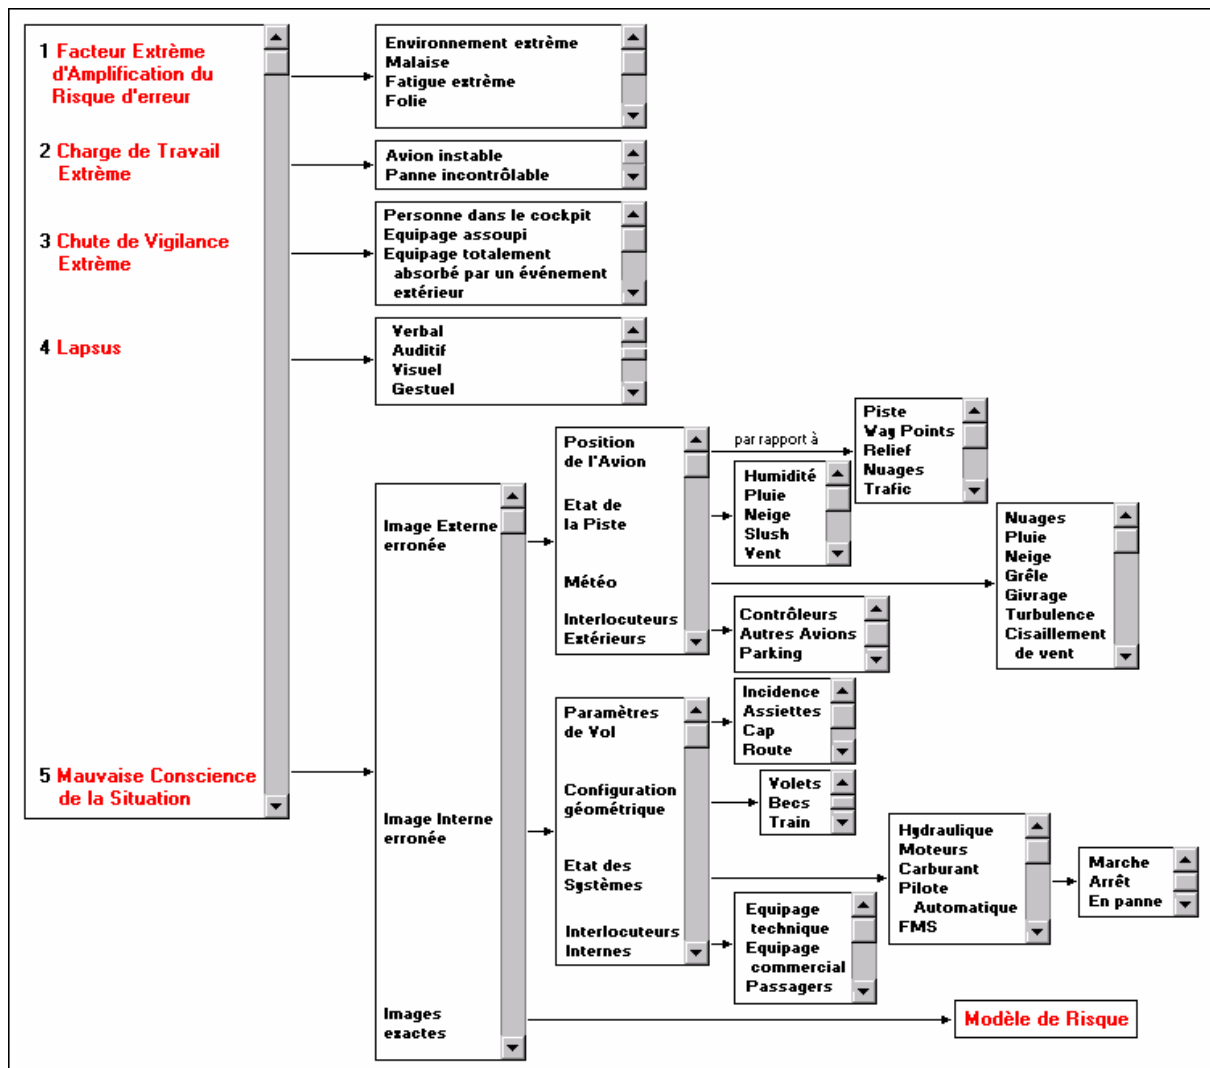 1 Facteur Extrème
d'Amplification du
Risque d'erreur
Environnement extrème
Malaise
Fatigue extrème
Folie
2 Charge de Travail
Extrème
Avion instable
Panne incontrôlable
3 Chute de Vigilance
Extrème
Personne dans le cockpit
Equipage assoupi
Equipage totalement
absorbé par un événement
extérieur
4 Lapsus
Verbal
Auditif
Visuel
Gestuel
5 Mauvaise Conscience
de la Situation
Image Externe
erronée
Position
de l'Avion
par rapport à
Piste
Way Points
Relief
Nuages
Trafic
Etat de
la Piste
Humidité
Pluie
Neige
Slush
Vent
Météo
Nuages
Pluie
Neige
Grêle
Givrage
Turbulence
Cisaillement
de vent
Interlocuteurs
Extérieurs
Contrôleurs
Autres Avions
Parking
Image Interne
erronée
Paramètres
de Vol
Incidence
Assiettes
Cap
Route
Configuration
géométrique
Volets
Becs
Train
Etat des
Systèmes
Hydraulique
Moteurs
Carburant
Pilote
Automatique
FMS
Marche
Arrêt
En panne
Interlocuteurs
Internes
Equipage
technique
Equipage
commercial
Passagers
Images
exactes
Modèle de Risque